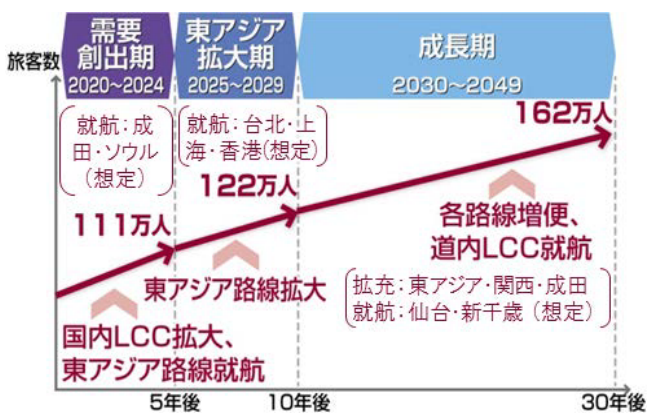 需要
創出期
2020~2024
東アジア
拡大期
2025~2029
成長期
2030~2049
旅客数
就航:成
田・ソウル
(想定)
就航:台北・上
海・香港(想定)
111万人
122万人
162万人
国内LCC拡大、
東アジア路線就航
東アジア路線拡大
各路線増便、
道内LCC就航
拡充:東アジア・関西・成田
就航:仙台・新千歳(想定)
5年後
10年後
30年後